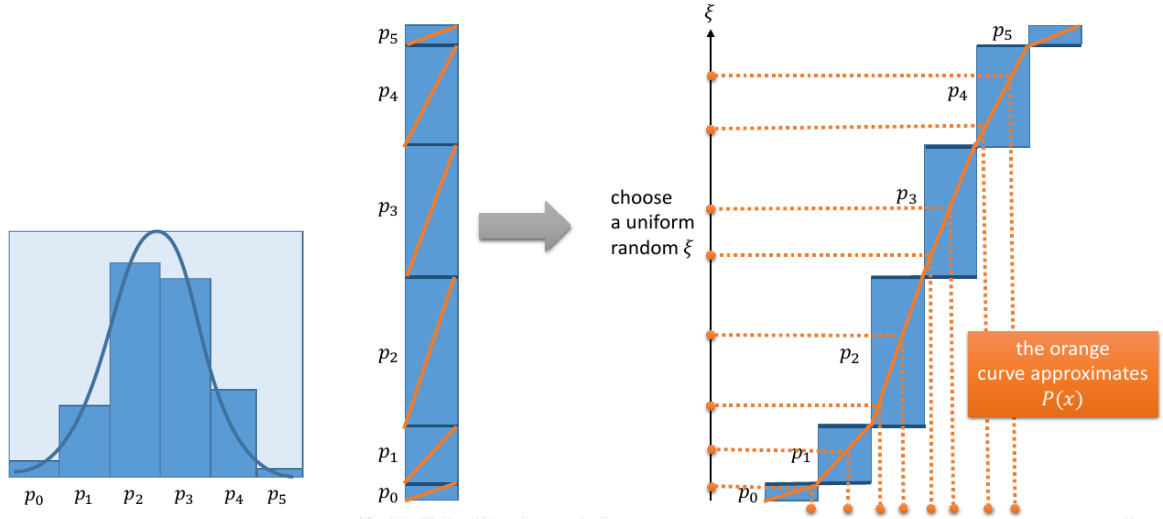 p₀ p₁ p₂ p₃ p₄ p₅
p₅
p₄
p₃
p₂
p₁
p₀
choose
a uniform
random ξ
ξ
p₅
p₄
p₃
p₂
p₁
p₀
the orange
curve approximates
P(x)